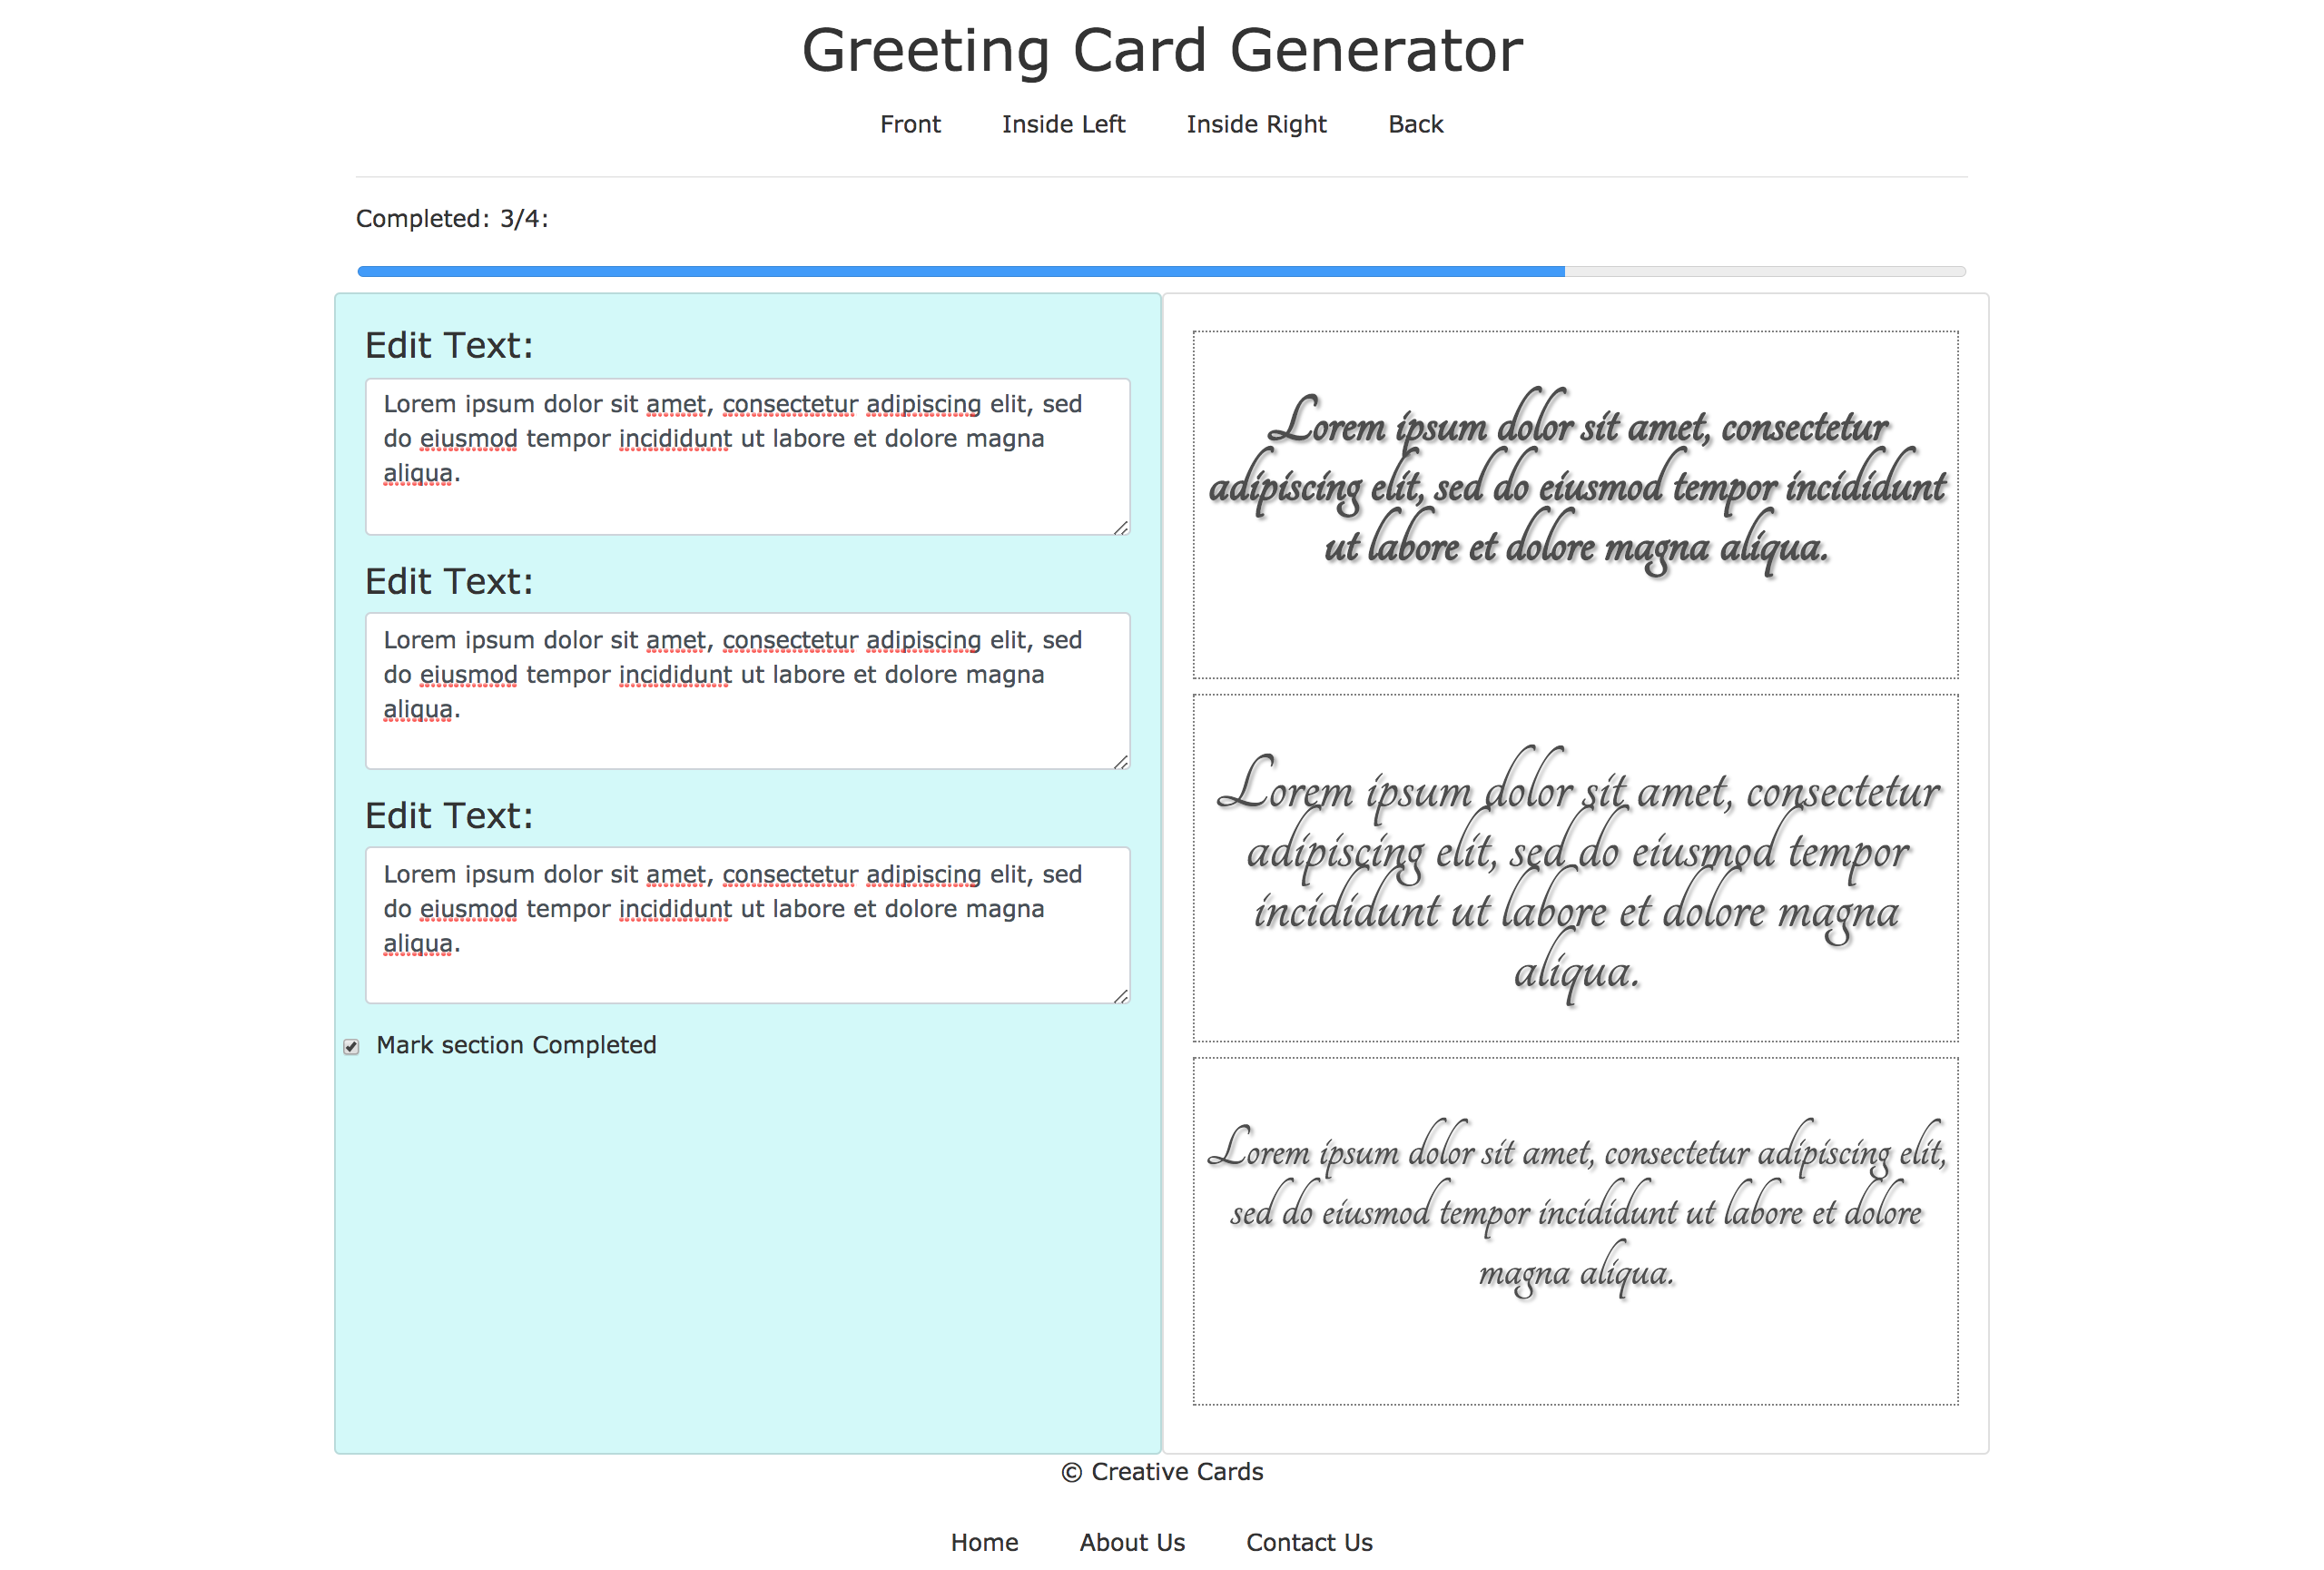 Greeting Card Generator
Front Inside Left Inside Right Back
Completed: 3/4:
Edit Text:
Lorem ipsum dolor sit amet, consectetur adipiscing elit, sed
do eiusmod tempor incididunt ut labore et dolore magna
aliqua.
Edit Text:
Lorem ipsum dolor sit amet, consectetur adipiscing elit, sed
do eiusmod tempor incididunt ut labore et dolore magna
aliqua.
Edit Text:
Lorem ipsum dolor sit amet, consectetur adipiscing elit, sed
do eiusmod tempor incididunt ut labore et dolore magna
aliqua.
Mark section Completed
Lorem ipsum dolor sit amet, consectetur
adipiscing elit, sed do eiusmod tempor incididunt
ut labore et dolore magna aliqua.
Lorem ipsum dolor sit amet, consectetur
adipiscing elit, sed do eiusmod tempor
incididunt ut labore et dolore magna
aliqua.
Lorem ipsum dolor sit amet, consectetur adipiscing elit,
sed do eiusmod tempor incididunt ut labore et dolore
magna aliqua.
© Creative Cards
Home About Us Contact Us